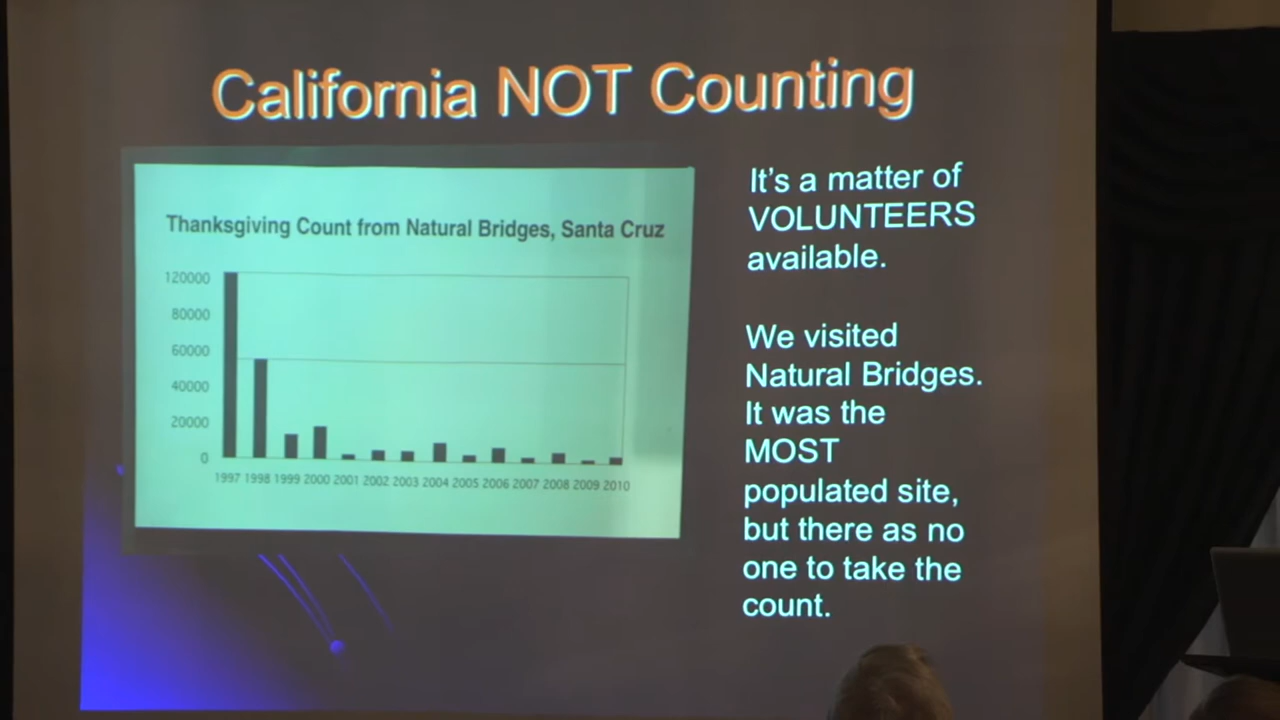 California NOT Counting
Thanksgiving Count from Natural Bridges, Santa Cruz
120000
80000
60000
40000
20000
0
1997 1998 1999 2000 2001 2002 2003 2004 2005 2006 2007 2008 2009 2010
It's a matter of
VOLUNTEERS
available.
We visited
Natural Bridges.
It was the
MOST
populated site,
but there as no
one to take the
count.